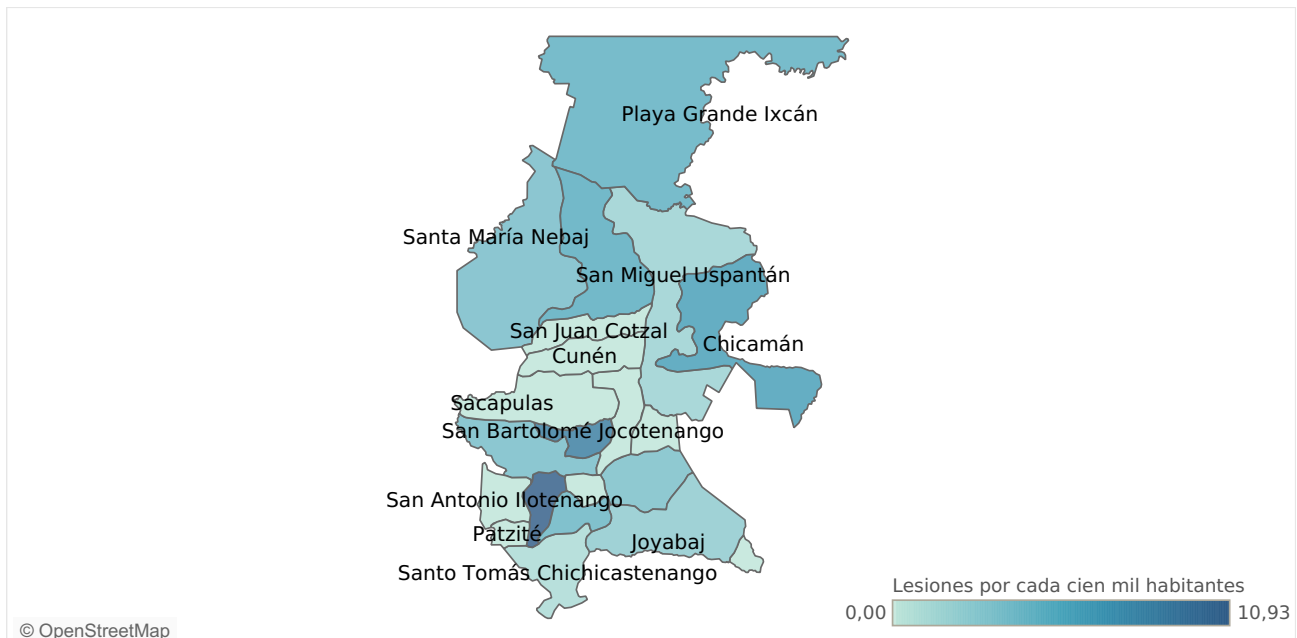 Playa Grande Ixcán
Santa María Nebaj
San Miguel Uspantán
San Juan Cotzal
Chicamán
Cunén
Sacapulas
San Bartolomé Jocotenango
San Antonio Ilotenango
Patzité
Joyabaj
Santo Tomás Chichicastenango
Lesiones por cada cien mil habitantes
0,00
10,93
© OpenStreetMap